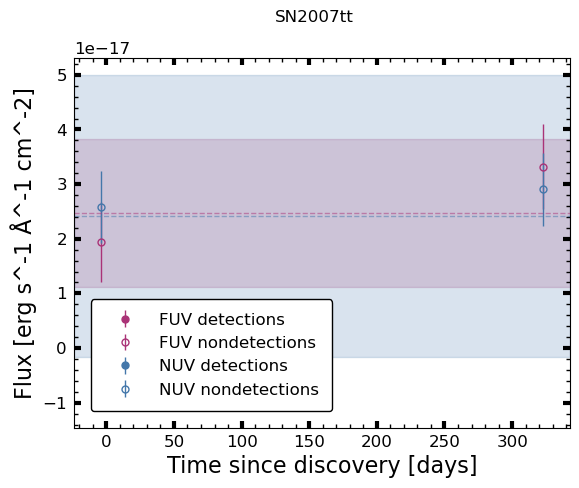 SN2007tt
1e−17
5
4
3
2
1
0
−1
Flux [erg s^-1 Å^-1 cm^-2]
FUV detections
FUV nondetections
NUV detections
NUV nondetections
0 50 100 150 200 250 300
Time since discovery [days]